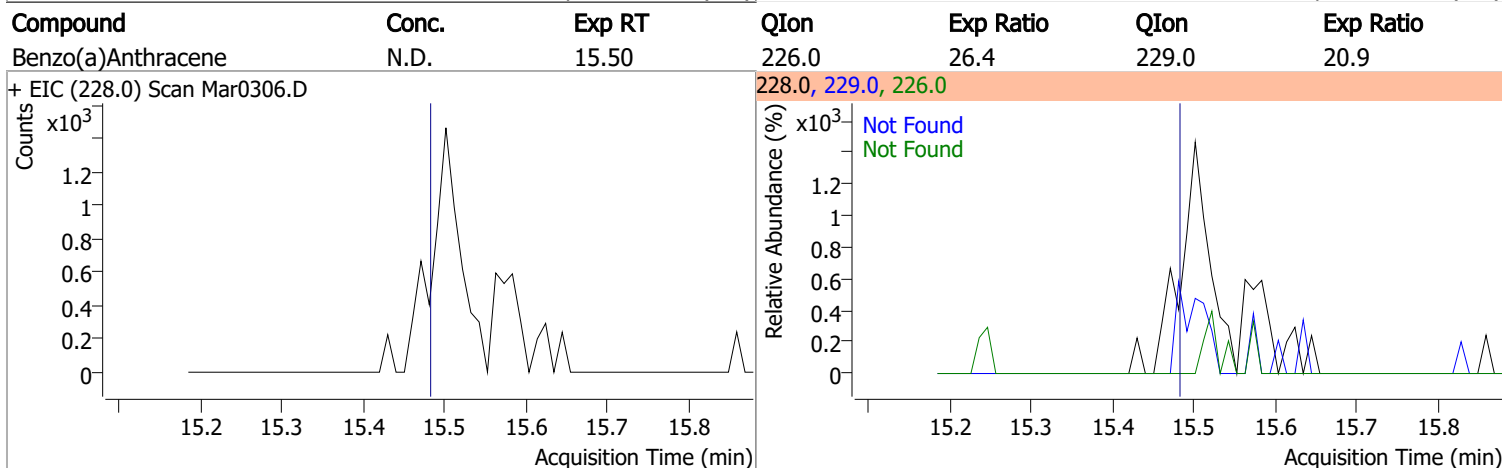 Compound Conc. Exp RT QIon Exp Ratio QIon Exp Ratio
Benzo(a)Anthracene N.D. 15.50 226.0 26.4 229.0 20.9
+ EIC (228.0) Scan Mar0306.D
Counts
x10³
1.2
1
0.8
0.6
0.4
0.2
0
15.2 15.3 15.4 15.5 15.6 15.7 15.8
Acquisition Time (min)
228.0, 229.0, 226.0
Relative Abundance (%)
x10³
Not Found
Not Found
1.2
1
0.8
0.6
0.4
0.2
0
15.2 15.3 15.4 15.5 15.6 15.7 15.8
Acquisition Time (min)